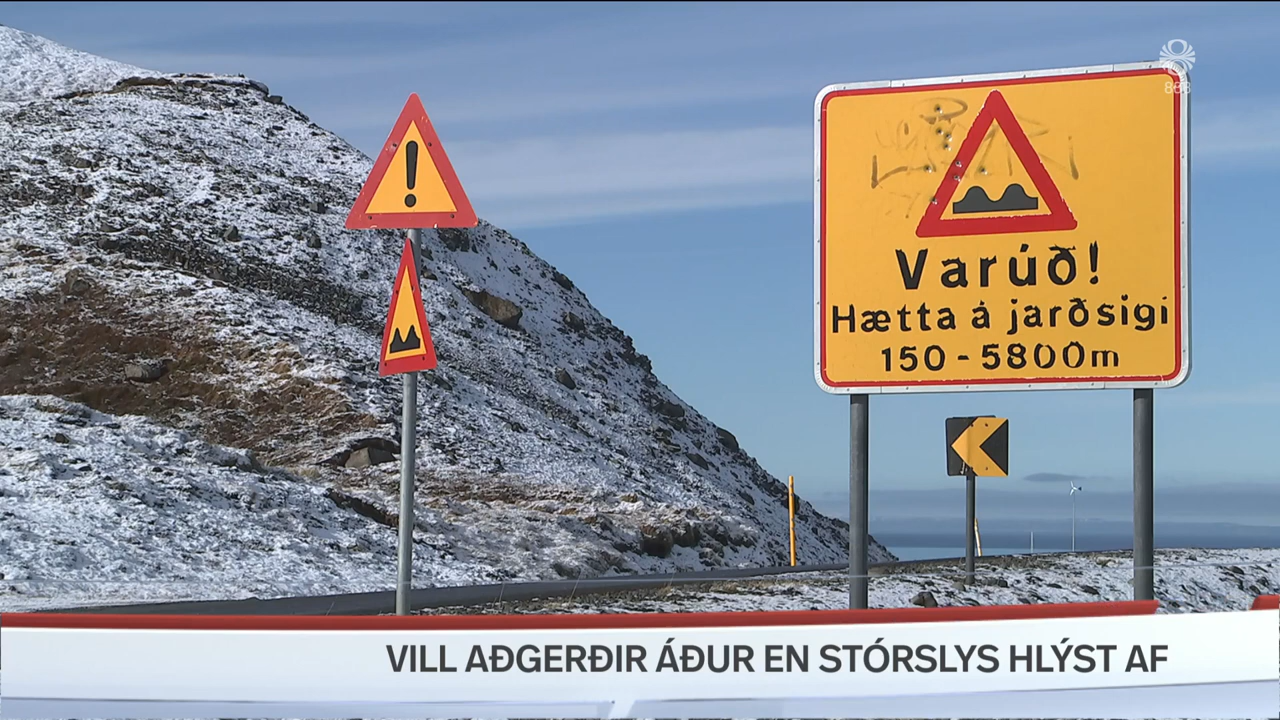 Varúð!
Hætta á jarðsigi
150 - 5800m
VILL AÐGERÐIR ÁÐUR EN STÓRSLYS HLÝST AF